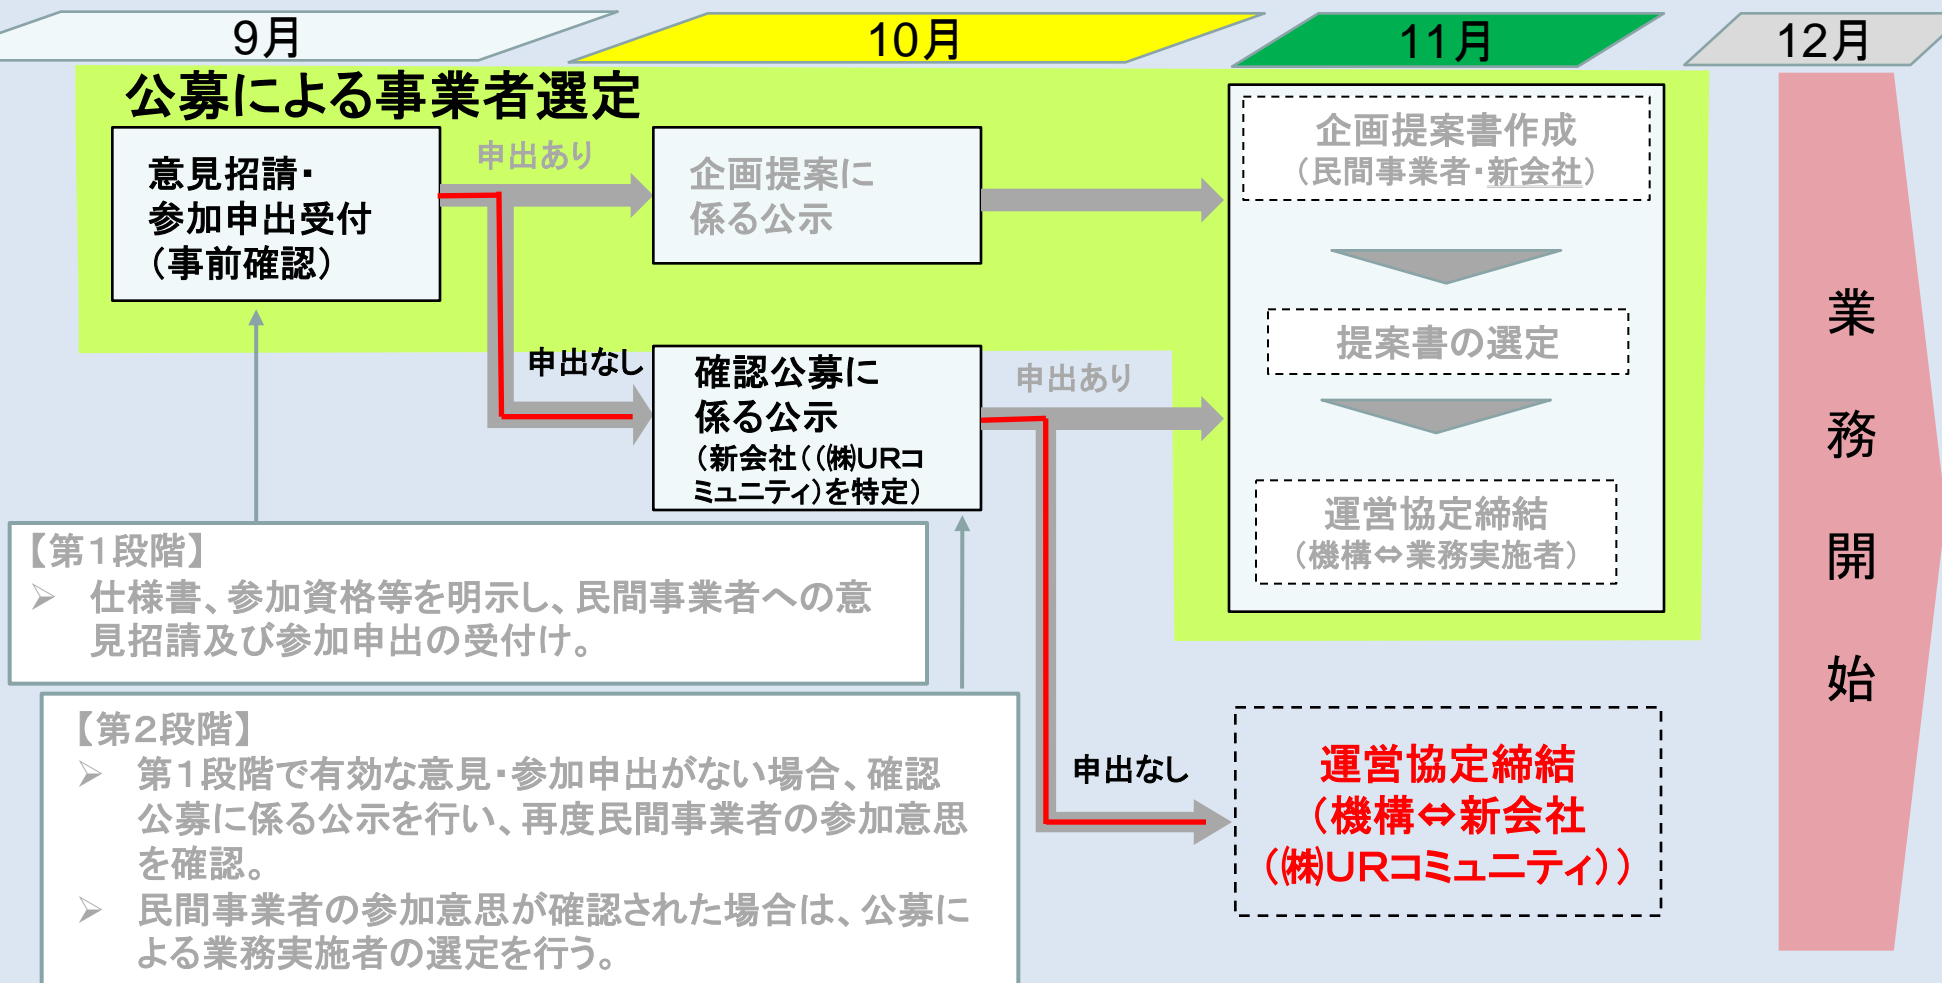 9月
10月
11月
12月
公募による事業者選定
意見招請・
参加申出受付
（事前確認）
申出あり
企画提案に
係る公示
企画提案書作成
（民間事業者・新会社）
提案書の選定
運営協定締結
（機構⇔業務実施者）
申出なし
確認公募に
係る公示
（新会社（（㈱URコ
ミュニティ）を特定）
申出あり
【第１段階】
➢ 仕様書、参加資格等を明示し、民間事業者への意
見招請及び参加申出の受付け。
【第２段階】
➢ 第１段階で有効な意見・参加申出がない場合、確認
公募に係る公示を行い、再度民間事業者の参加意思
を確認。
➢ 民間事業者の参加意思が確認された場合は、公募に
よる業務実施者の選定を行う。
申出なし
運営協定締結
（機構⇔新会社
（㈱URコミュニティ））
業
務
開
始